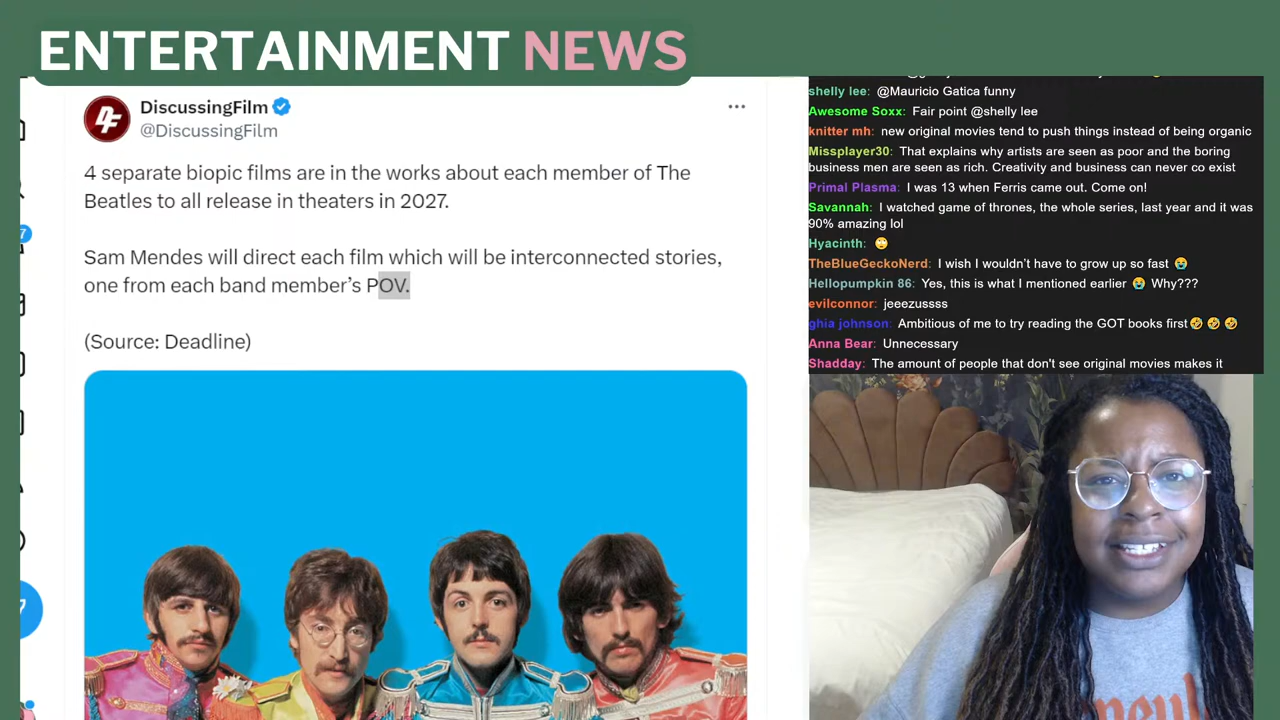 ENTERTAINMENT NEWS
DiscussingFilm
@DiscussingFilm
4 separate biopic films are in the works about each member of The
Beatles to all release in theaters in 2027.
Sam Mendes will direct each film which will be interconnected stories,
one from each band member’s POV.
(Source: Deadline)
shelly lee: @Mauricio Gatica funny
Awesome Soxx: Fair point @shelly lee
knitter mh: new original movies tend to push things instead of being organic
Missplayer30: That explains why artists are seen as poor and the boring
business men are seen as rich. Creativity and business can never co exist
Primal Plasma: I was 13 when Ferris came out. Come on!
Savannah: I watched game of thrones, the whole series, last year and it was
90% amazing lol
Hyacinth: 🙄
TheBlueGeckoNerd: I wish I wouldn’t have to grow up so fast 😭
Hellopumpkin 86: Yes, this is what I mentioned earlier 😭 Why???
evilconnor: jeeezussss
ghia johnson: Ambitious of me to try reading the GOT books first🤣🤣🤣
Anna Bear: Unnecessary
Shadday: The amount of people that don't see original movies makes it